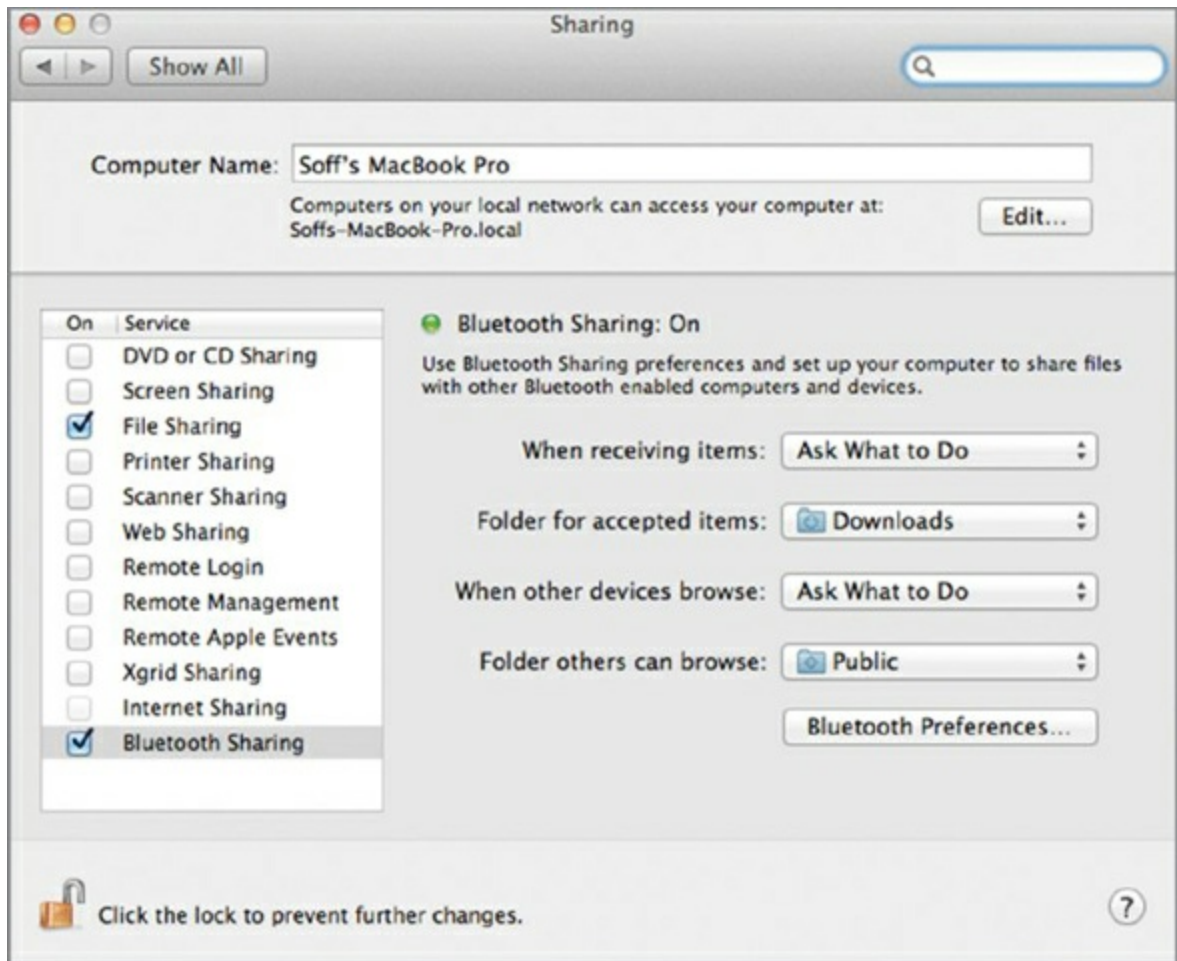 Sharing
Show All
Computer Name: Soff's MacBook Pro
Computers on your local network can access your computer at:
Soffs-MacBook-Pro.local
Edit...
On Service
DVD or CD Sharing
Screen Sharing
File Sharing
Printer Sharing
Scanner Sharing
Web Sharing
Remote Login
Remote Management
Remote Apple Events
Xgrid Sharing
Internet Sharing
Bluetooth Sharing
Bluetooth Sharing: On
Use Bluetooth Sharing preferences and set up your computer to share files
with other Bluetooth enabled computers and devices.
When receiving items: Ask What to Do
Folder for accepted items: Downloads
When other devices browse: Ask What to Do
Folder others can browse: Public
Bluetooth Preferences...
Click the lock to prevent further changes.
?